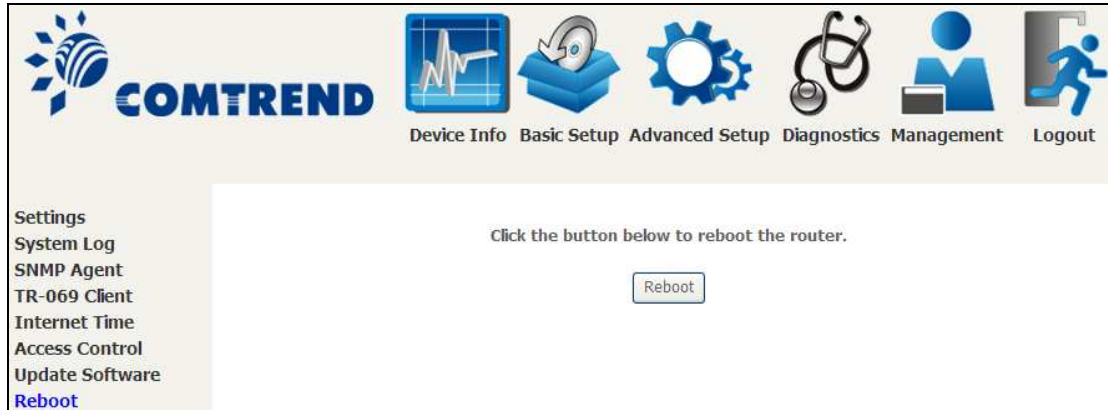 COMTREND
Device Info Basic Setup Advanced Setup Diagnostics Management Logout
Settings
System Log
SNMP Agent
TR-069 Client
Internet Time
Access Control
Update Software
Reboot
Click the button below to reboot the router.
Reboot